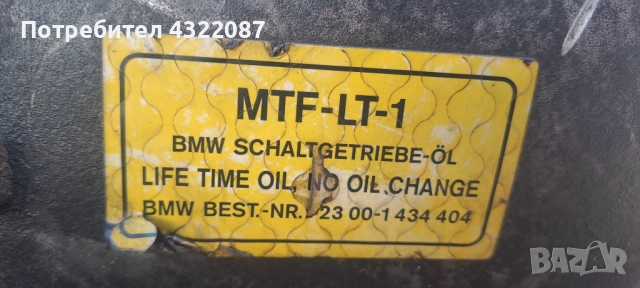 Потребител 4322087
MTF-LT-1
BMW SCHALTGETRIEBE-ÖL
LIFE TIME OIL, NO OIL CHANGE
BMW BEST.-NR.: 23 00-1 434 404
BAZAR